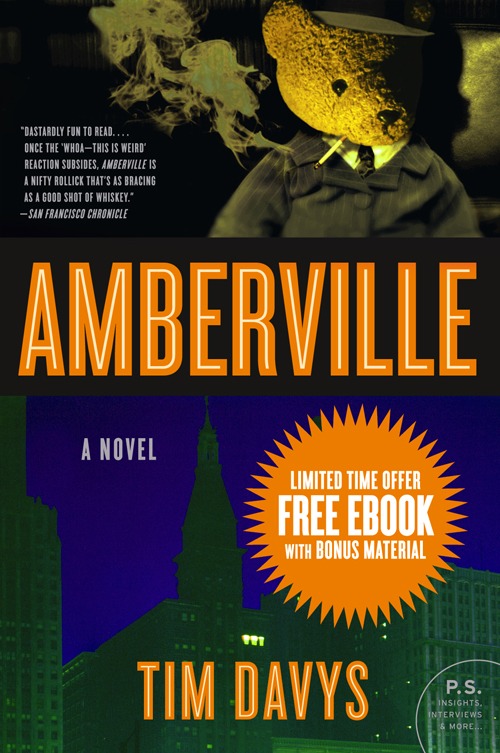 "DASTARDLY FUN TO READ. . . .
ONCE THE 'WHOA—THIS IS WEIRD'
REACTION SUBSIDES, AMBERVILLE IS
A NIFTY ROLLICK THAT'S AS BRACING
AS A GOOD SHOT OF WHISKEY."
—SAN FRANCISCO CHRONICLE
AMBERVILLE
A NOVEL
LIMITED TIME OFFER
FREE EBOOK
WITH BONUS MATERIAL
TIM DAVYS
P.S.
INSIGHTS,
INTERVIEWS
& MORE...